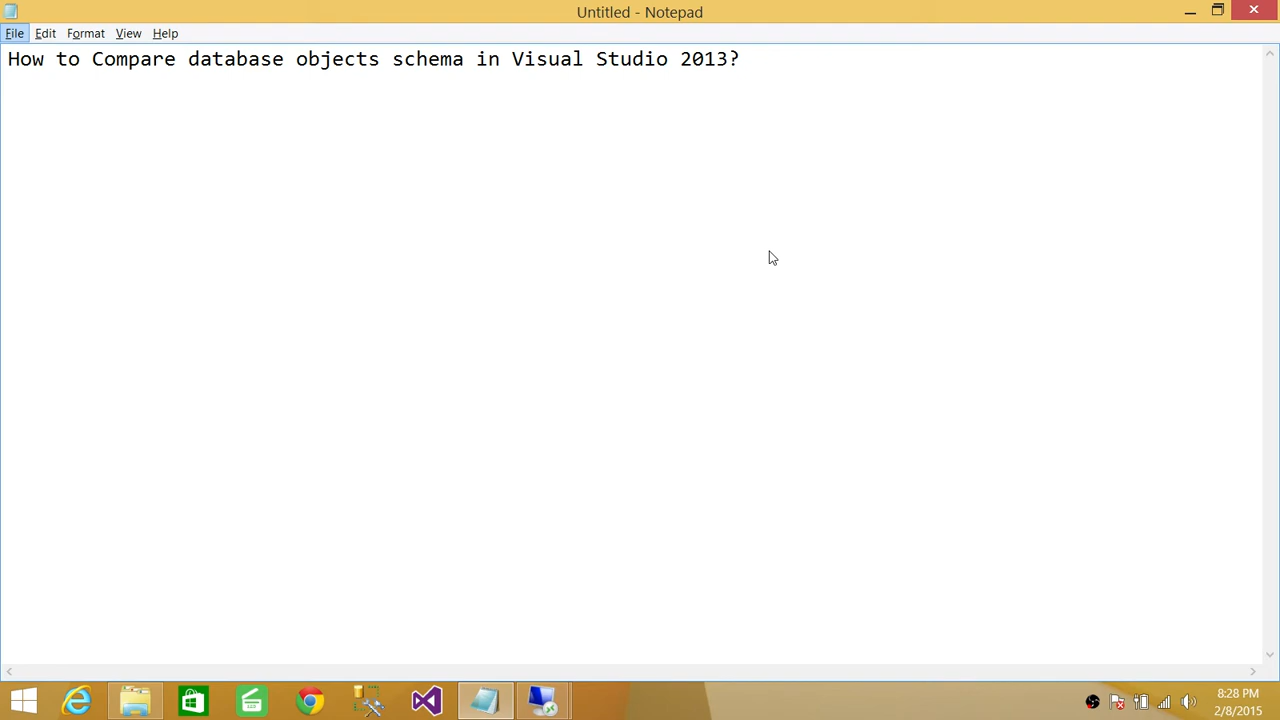 Untitled - Notepad
File Edit Format View Help
How to Compare database objects schema in Visual Studio 2013?
8:28 PM
2/8/2015